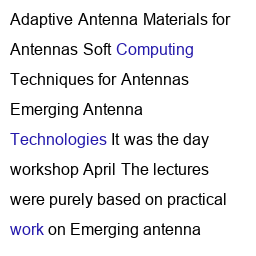 Adaptive Antenna Materials for
Antennas Soft Computing
Techniques for Antennas
Emerging Antenna
Technologies It was the day
workshop April The lectures
were purely based on practical
work on Emerging antenna